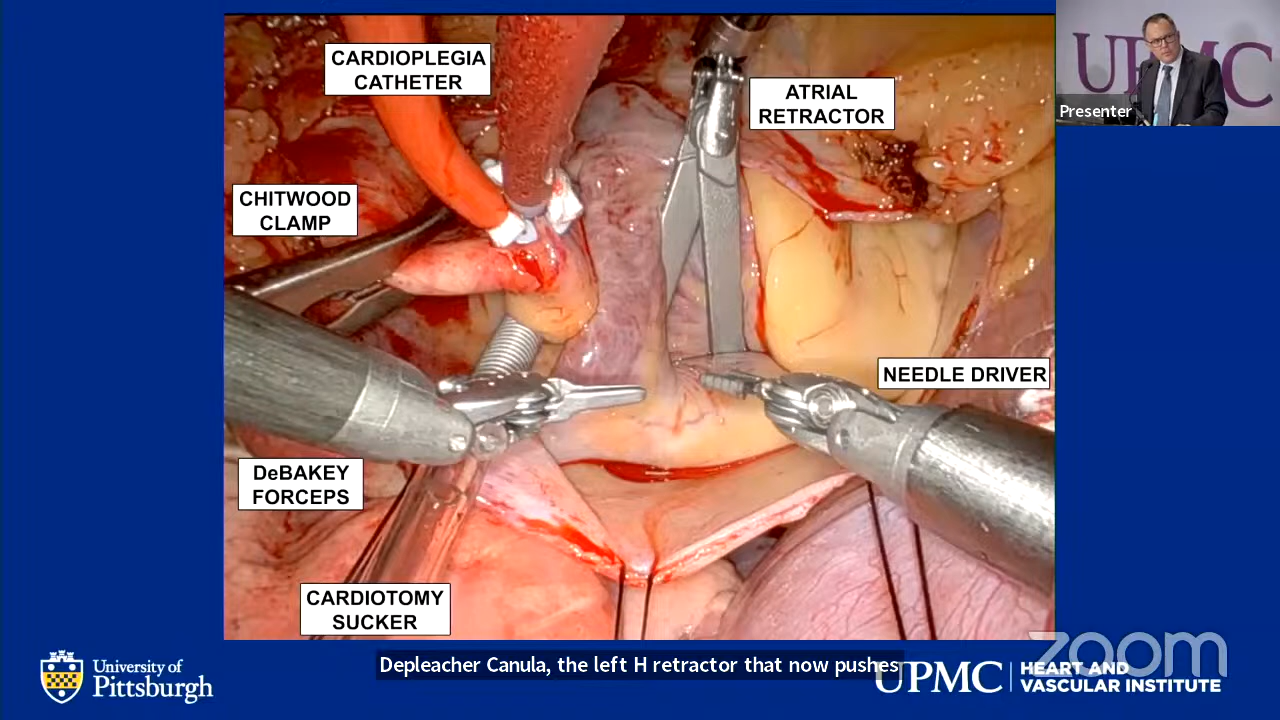 CARDIOPLEGIA
CATHETER
ATRIAL
RETRACTOR
UPMC
Presenter
CHITWOOD
CLAMP
NEEDLE DRIVER
DeBAKEY
FORCEPS
CARDIOTOMY
SUCKER
zoom
Depleacher Canula, the left H retractor that now pushes
University of
Pittsburgh
UPMC
HEART AND
VASCULAR INSTITUTE